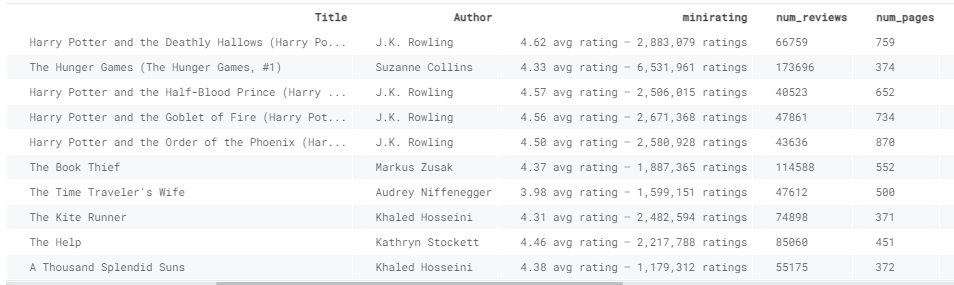 Title Author minirating num_reviews num_pages
Harry Potter and the Deathly Hallows (Harry Po... J.K. Rowling 4.62 avg rating — 2,883,079 ratings 66759 759
The Hunger Games (The Hunger Games, #1) Suzanne Collins 4.33 avg rating — 6,531,961 ratings 173696 374
Harry Potter and the Half-Blood Prince (Harry ... J.K. Rowling 4.57 avg rating — 2,506,015 ratings 40523 652
Harry Potter and the Goblet of Fire (Harry Pot... J.K. Rowling 4.56 avg rating — 2,671,368 ratings 47861 734
Harry Potter and the Order of the Phoenix (Har... J.K. Rowling 4.50 avg rating — 2,580,928 ratings 43636 870
The Book Thief Markus Zusak 4.37 avg rating — 1,887,365 ratings 114588 552
The Time Traveler's Wife Audrey Niffenegger 3.98 avg rating — 1,599,151 ratings 47612 500
The Kite Runner Khaled Hosseini 4.31 avg rating — 2,482,594 ratings 74898 371
The Help Kathryn Stockett 4.46 avg rating — 2,217,788 ratings 85060 451
A Thousand Splendid Suns Khaled Hosseini 4.38 avg rating — 1,179,312 ratings 55175 372